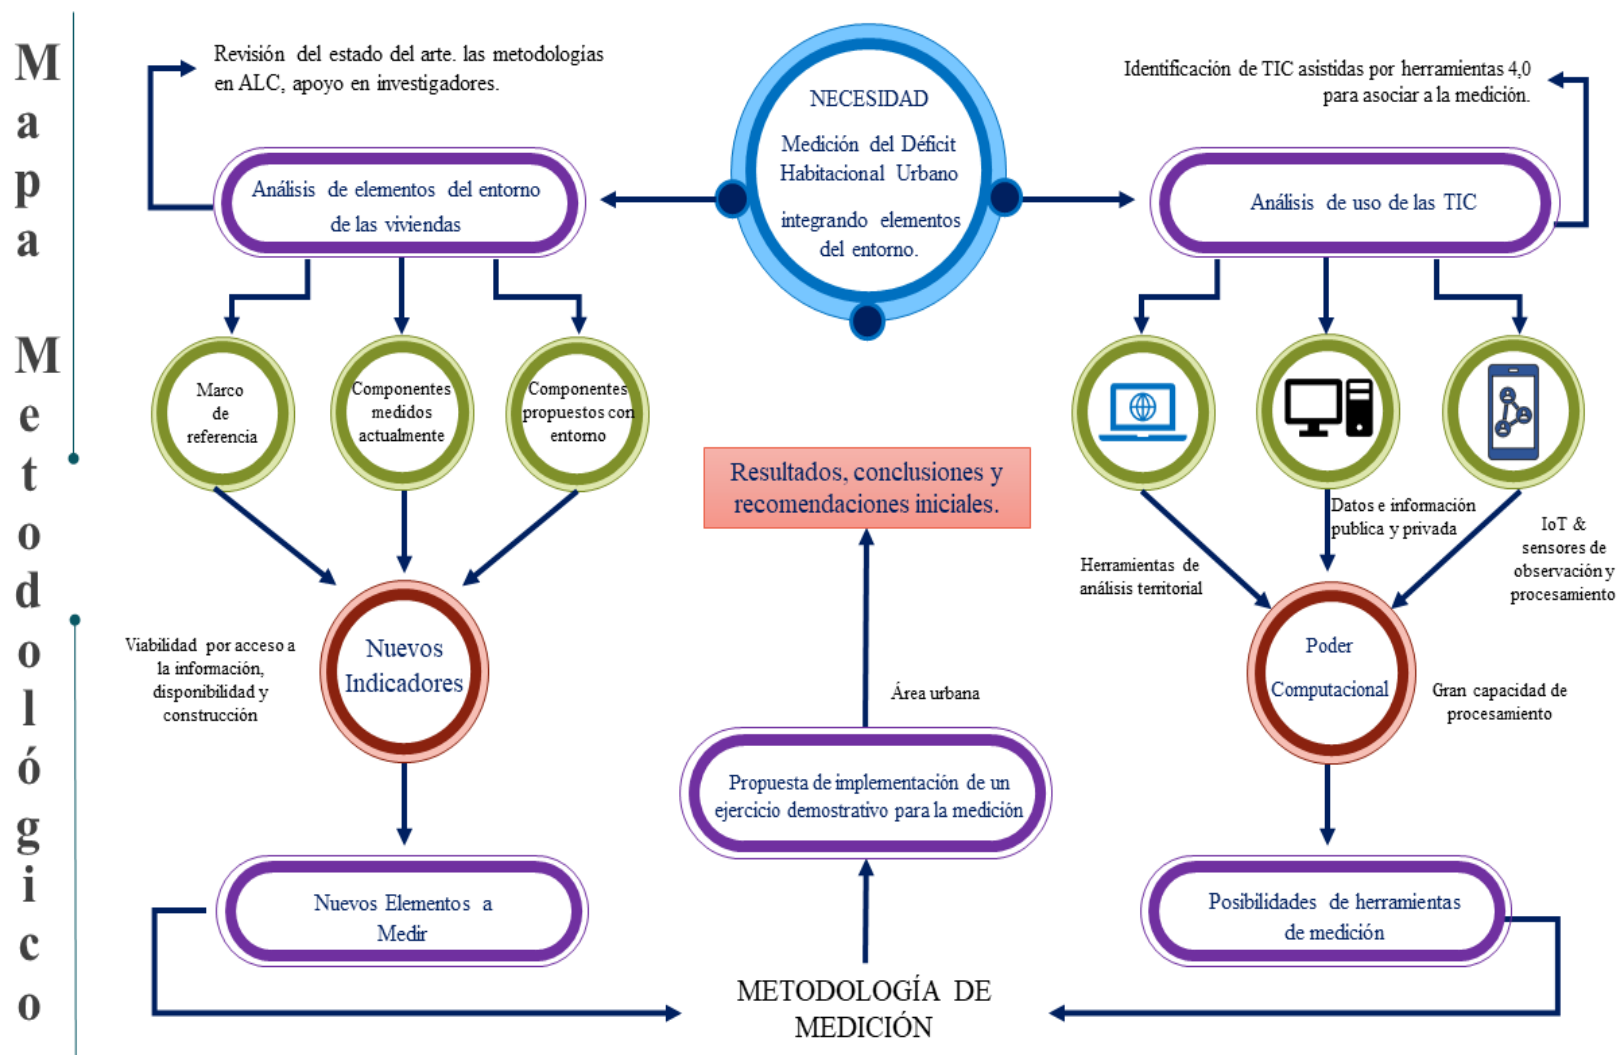 Mapa Metodológico
Revisión del estado del arte. las metodologías
en ALC, apoyo en investigadores.
NECESIDAD
Medición del Déficit
Habitacional Urbano
integrando elementos
del entorno.
Identificación de TIC asistidas por herramientas 4,0
para asociar a la medición.
Análisis de elementos del entorno
de las viviendas
Análisis de uso de las TIC
Marco
de
referencia
Componentes
medidos
actualmente
Componentes
propuestos con
entorno
Resultados, conclusiones y
recomendaciones iniciales.
Herramientas de
análisis territorial
Datos e información
publica y privada
IoT &
sensores de
observación y
procesamiento
Viabilidad por acceso a
la información,
disponibilidad y
construcción
Nuevos
Indicadores
Área urbana
Poder
Computacional
Gran capacidad de
procesamiento
Propuesta de implementación de un
ejercicio demostrativo para la medición
Nuevos Elementos a
Medir
Posibilidades de herramientas
de medición
METODOLOGÍA DE
MEDICIÓN